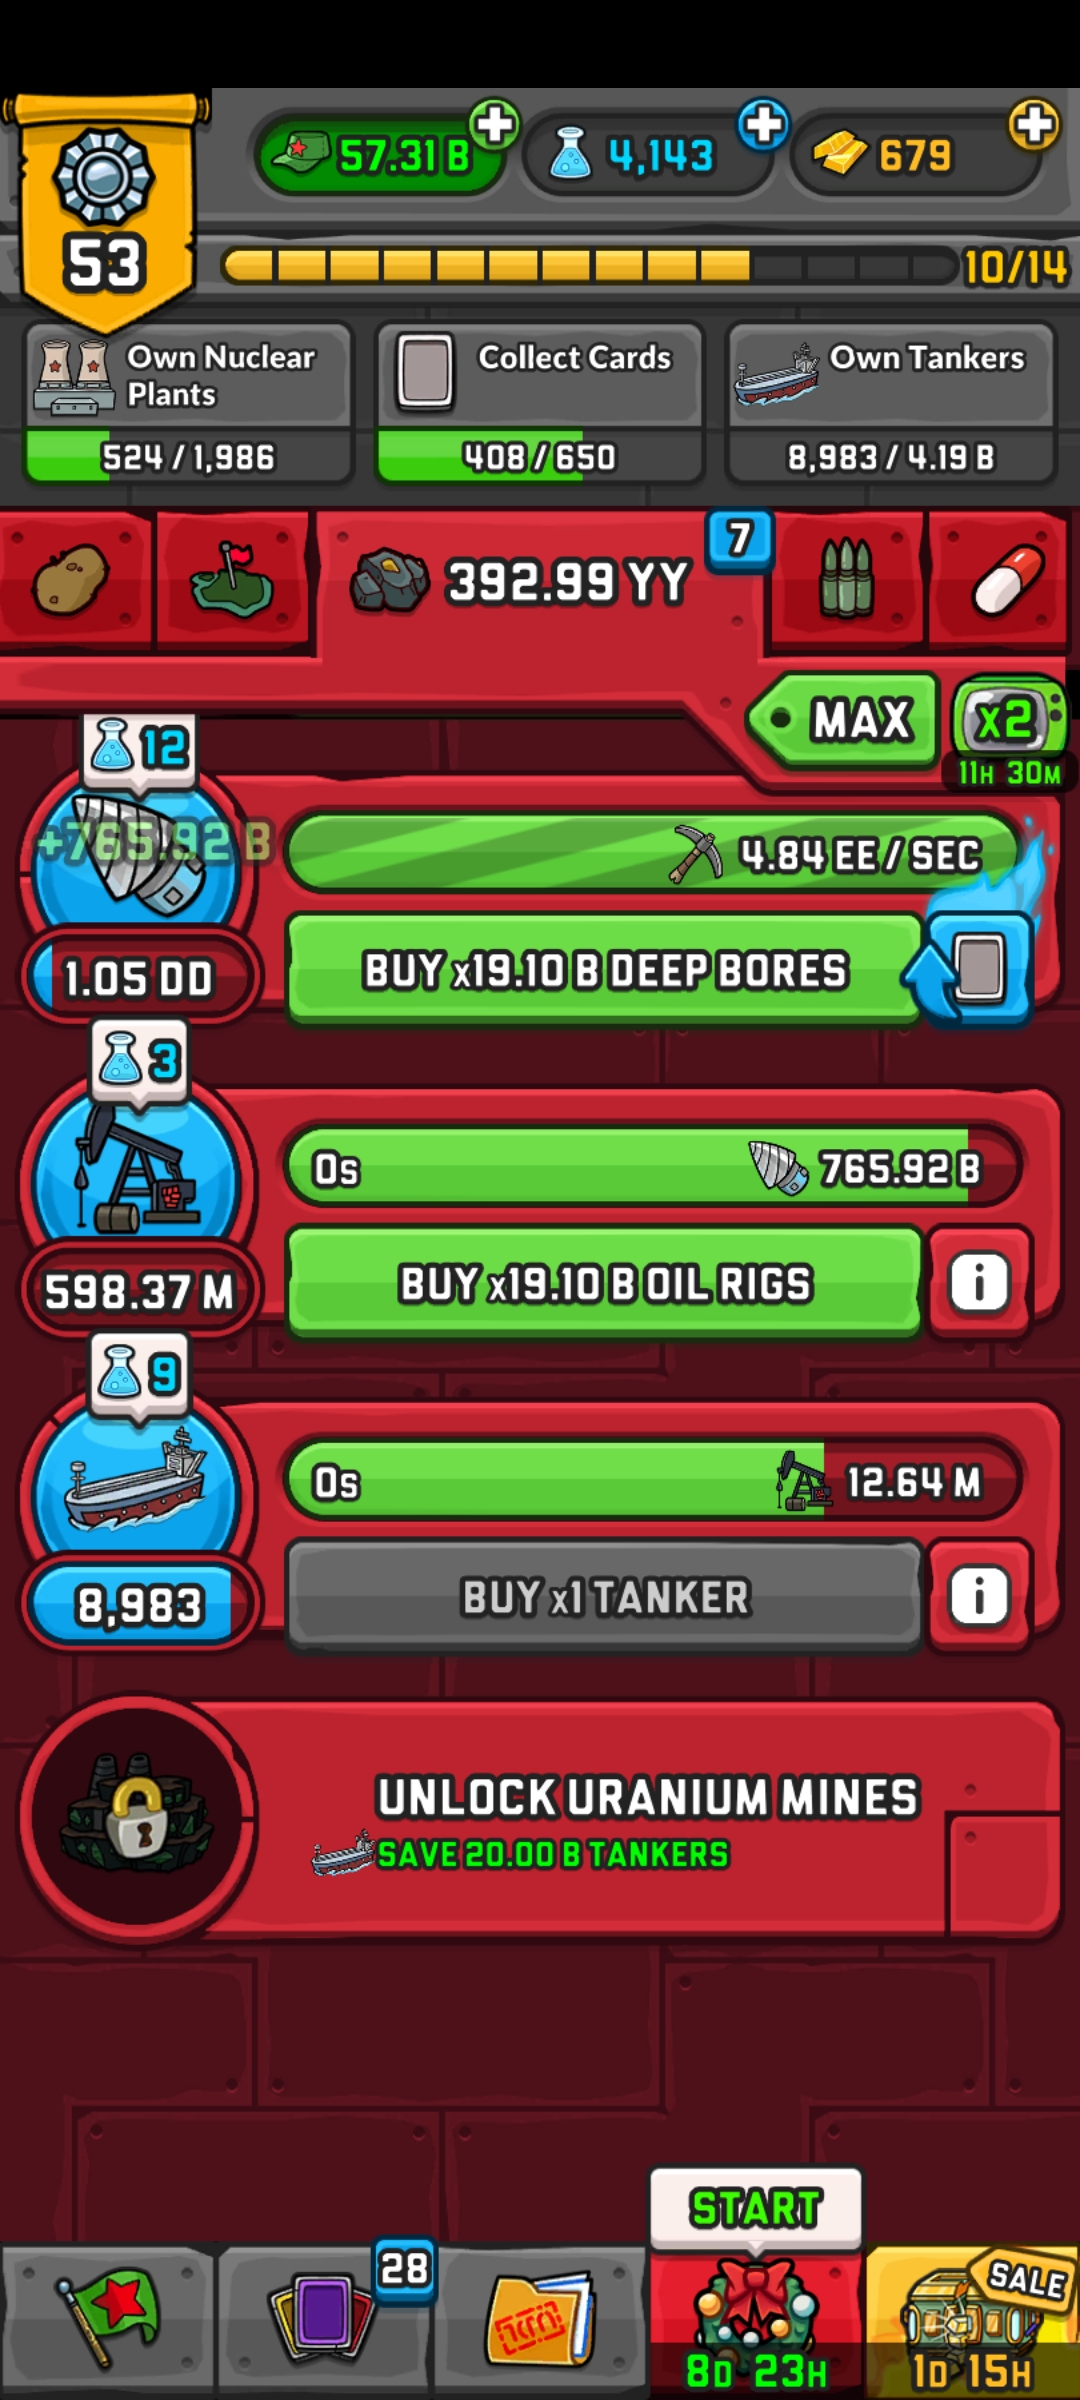 57.31 B
4,143
679
53
10/14
Own Nuclear
Plants
524 / 1,986
Collect Cards
408 / 650
Own Tankers
8,983 / 4.19 B
392.99 YY
7
MAX
x2
11H 30M
12
+765.92 B
4.84 EE / SEC
1.05 DD
BUY x19.10 B DEEP BORES
3
0s
765.92 B
598.37 M
BUY x19.10 B OIL RIGS
i
9
0s
12.64 M
8,983
BUY x1 TANKER
i
UNLOCK URANIUM MINES
SAVE 20.00 B TANKERS
START
28
SALE
8D 23H
1D 15H